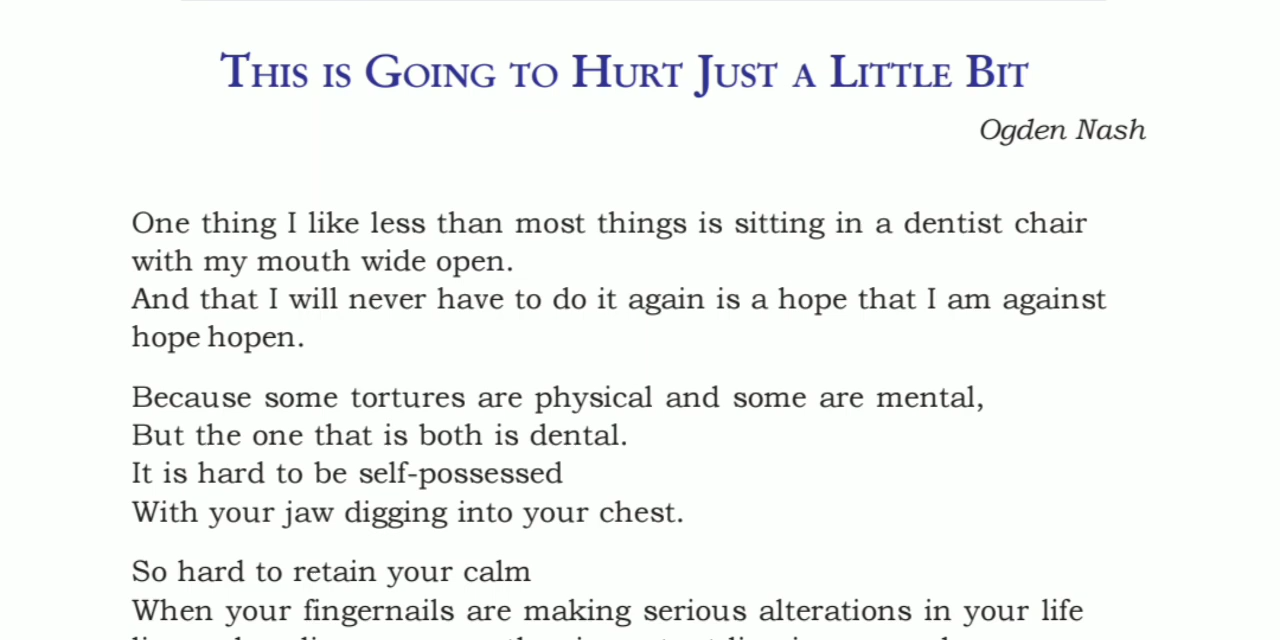 This is Going to Hurt Just a Little Bit
Ogden Nash
One thing I like less than most things is sitting in a dentist chair
with my mouth wide open.
And that I will never have to do it again is a hope that I am against
hope hopen.
Because some tortures are physical and some are mental,
But the one that is both is dental.
It is hard to be self-possessed
With your jaw digging into your chest.
So hard to retain your calm
When your fingernails are making serious alterations in your life